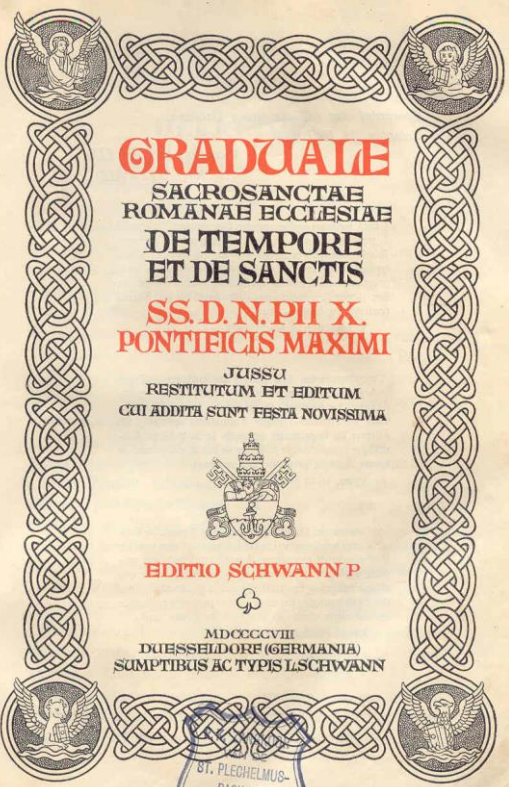 GRADUALE
SACROSANCTAE
ROMANAE ECCLESIAE
DE TEMPORE
ET DE SANCTIS
SS. D. N. PII X.
PONTIFICIS MAXIMI
JUSSU
RESTITUTUM ET EDITUM
CUI ADDITA SUNT FESTA NOVISSIMA
EDITIO SCHWANN P
MDCCCCVIII
DUESSELDORF (GERMANIA)
SUMPTIBUS AC TYPIS L. SCHWANN
ST. PLECHELMUS-